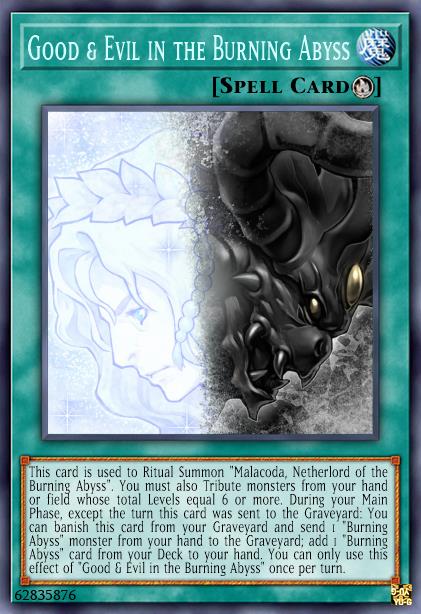 Good & Evil in the Burning Abyss
魔
[Spell Card]
This card is used to Ritual Summon "Malacoda, Netherlord of the
Burning Abyss". You must also Tribute monsters from your hand
or field whose total Levels equal 6 or more. During your Main
Phase, except the turn this card was sent to the Graveyard: You
can banish this card from your Graveyard and send 1 "Burning
Abyss" monster from your hand to the Graveyard; add 1 "Burning
Abyss" card from your Deck to your hand. You can only use this
effect of "Good & Evil in the Burning Abyss" once per turn.
62835876